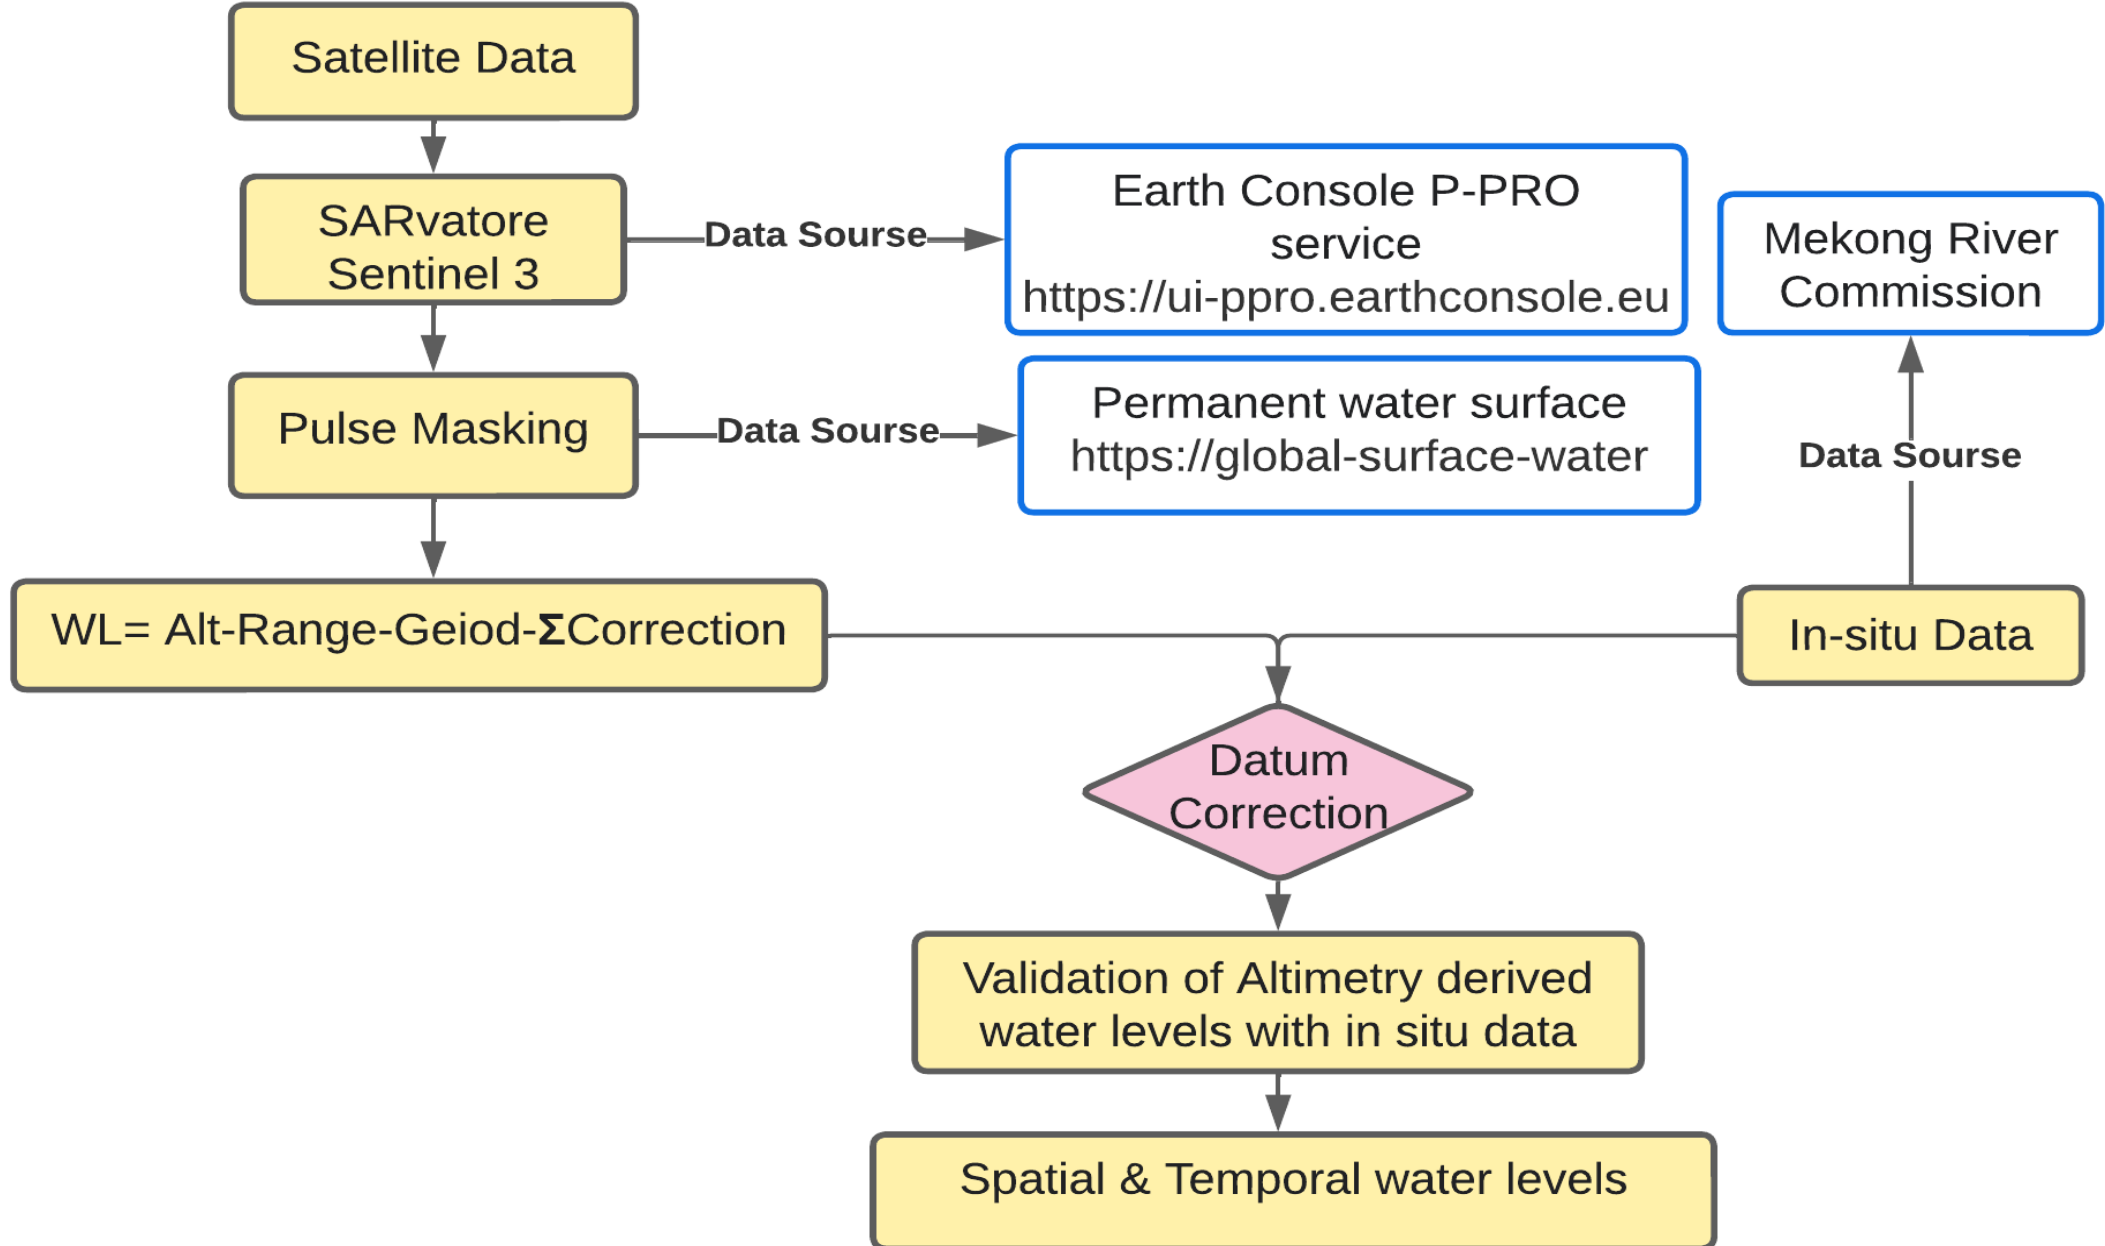 Satellite Data
SARvatore
Sentinel 3
Data Sourse
Earth Console P-PRO
service
https://ui-ppro.earthconsole.eu
Mekong River
Commission
Pulse Masking
Data Sourse
Permanent water surface
https://global-surface-water
Data Sourse
WL= Alt-Range-Geiod-ΣCorrection
In-situ Data
Datum
Correction
Validation of Altimetry derived
water levels with in situ data
Spatial & Temporal water levels